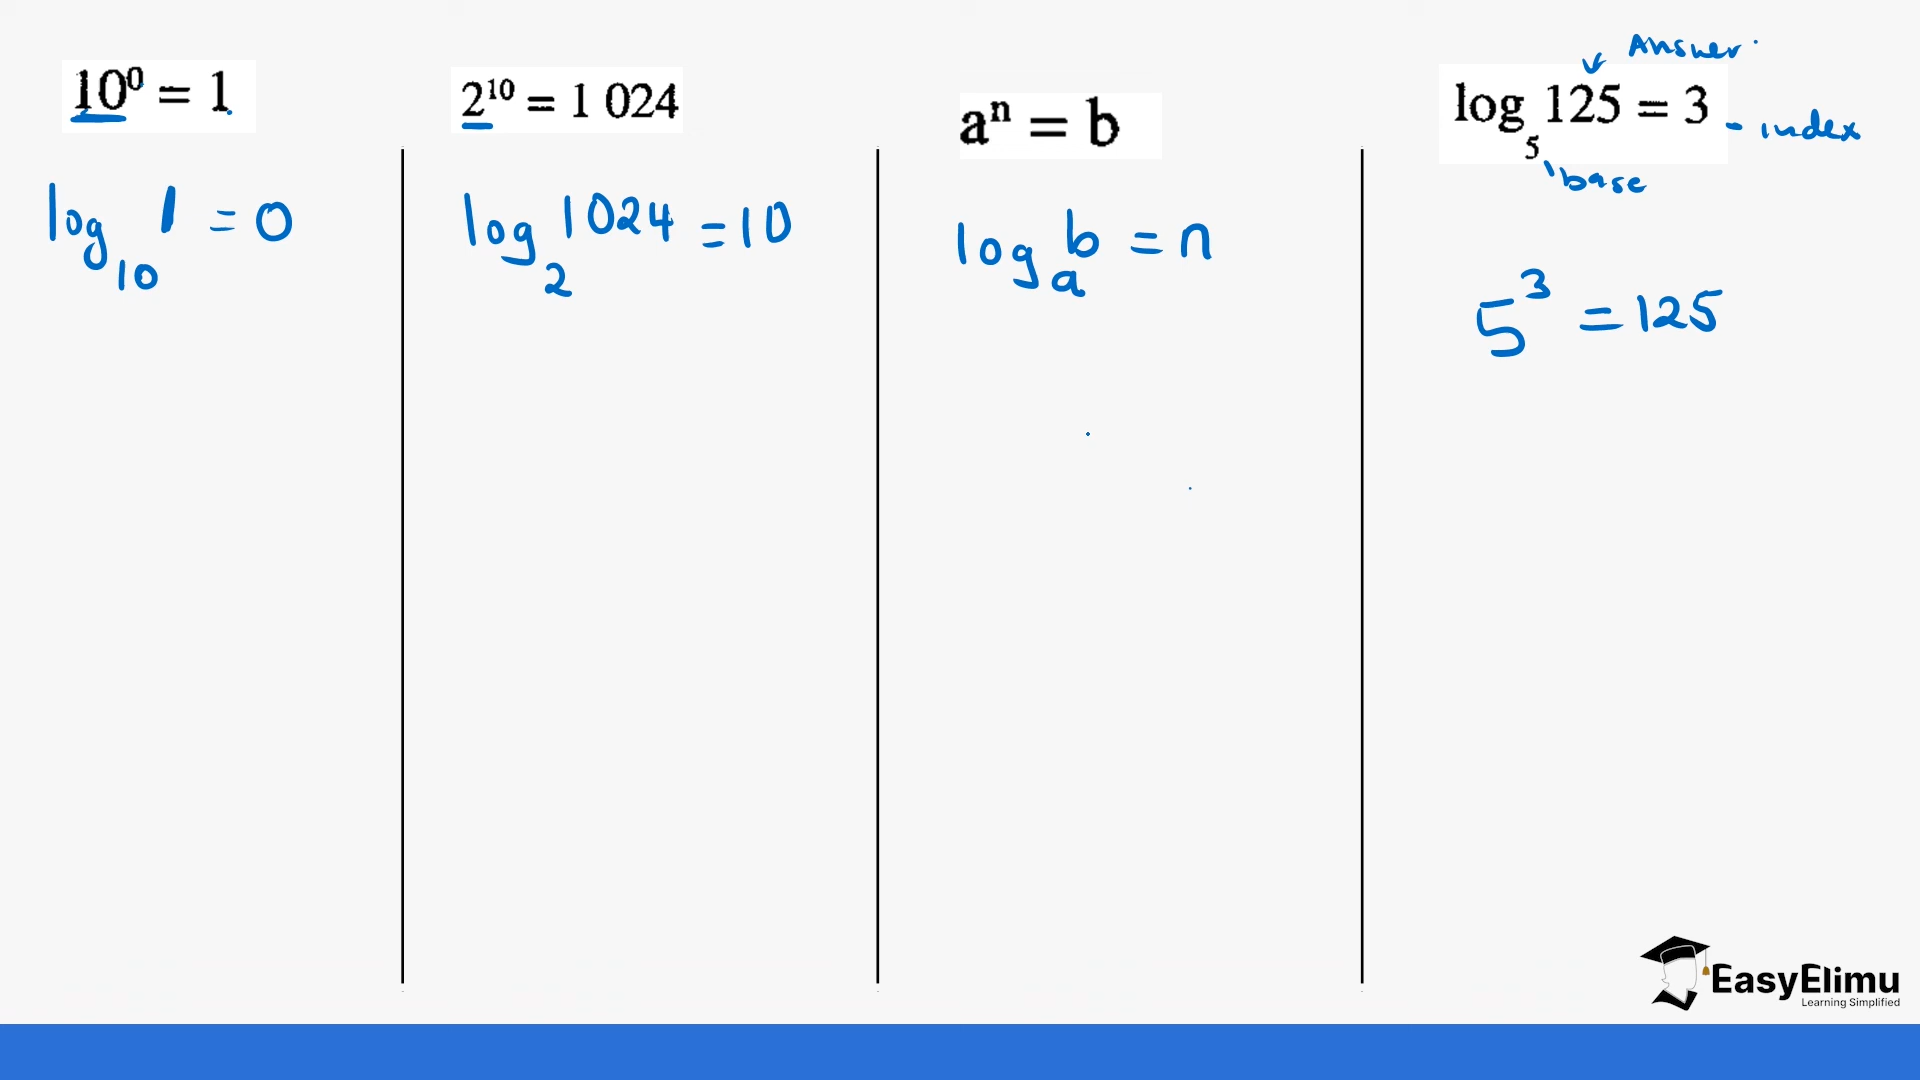 10⁰ = 1
log₁₀ 1 = 0
2¹⁰ = 1 024
log₂ 1024 = 10
aⁿ = b
logₐ b = n
Answer
log₅ 125 = 3
- index
base
5³ = 125
EasyElimu
Learning Simplified